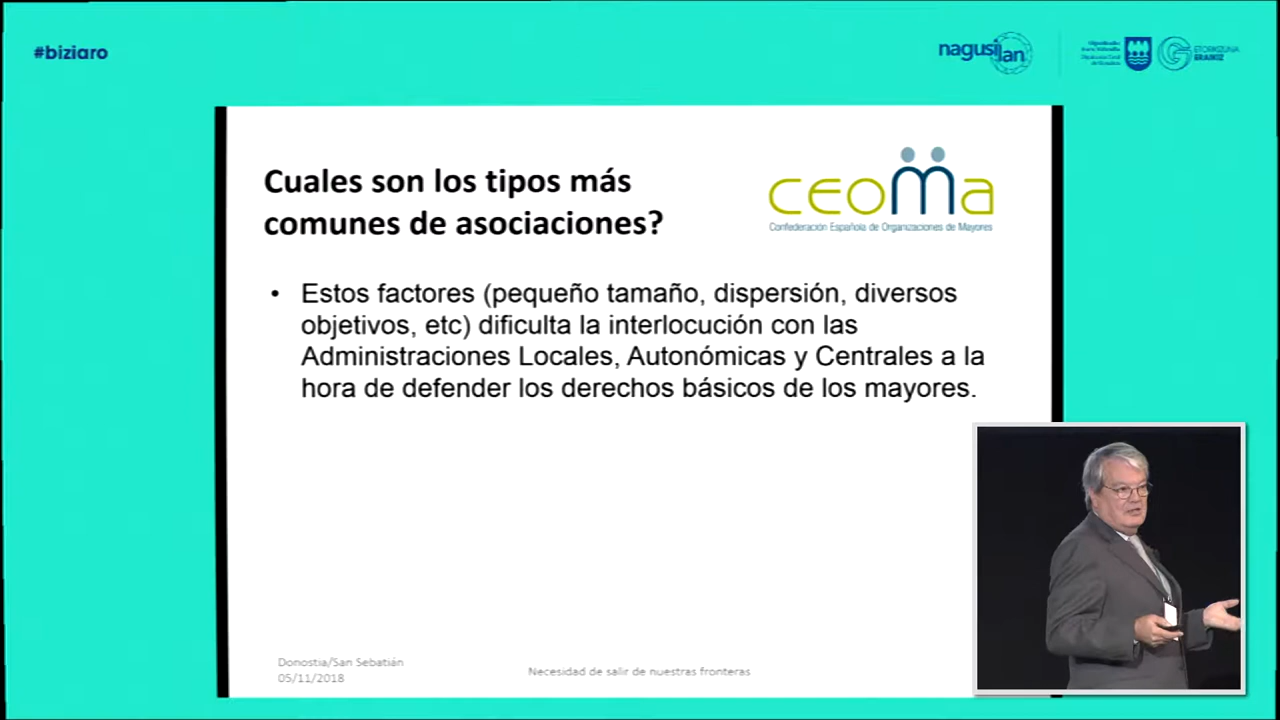 #biziaro
nagusilan
ETORKIZUNA
ERAIKIZ
Cuales son los tipos más
comunes de asociaciones?
ceoma
Confederación Española de Organizaciones de Mayores
• Estos factores (pequeño tamaño, dispersión, diversos
objetivos, etc) dificulta la interlocución con las
Administraciones Locales, Autonómicas y Centrales a la
hora de defender los derechos básicos de los mayores.
Donostia/San Sebatián
05/11/2018
Necesidad de salir de nuestras fronteras